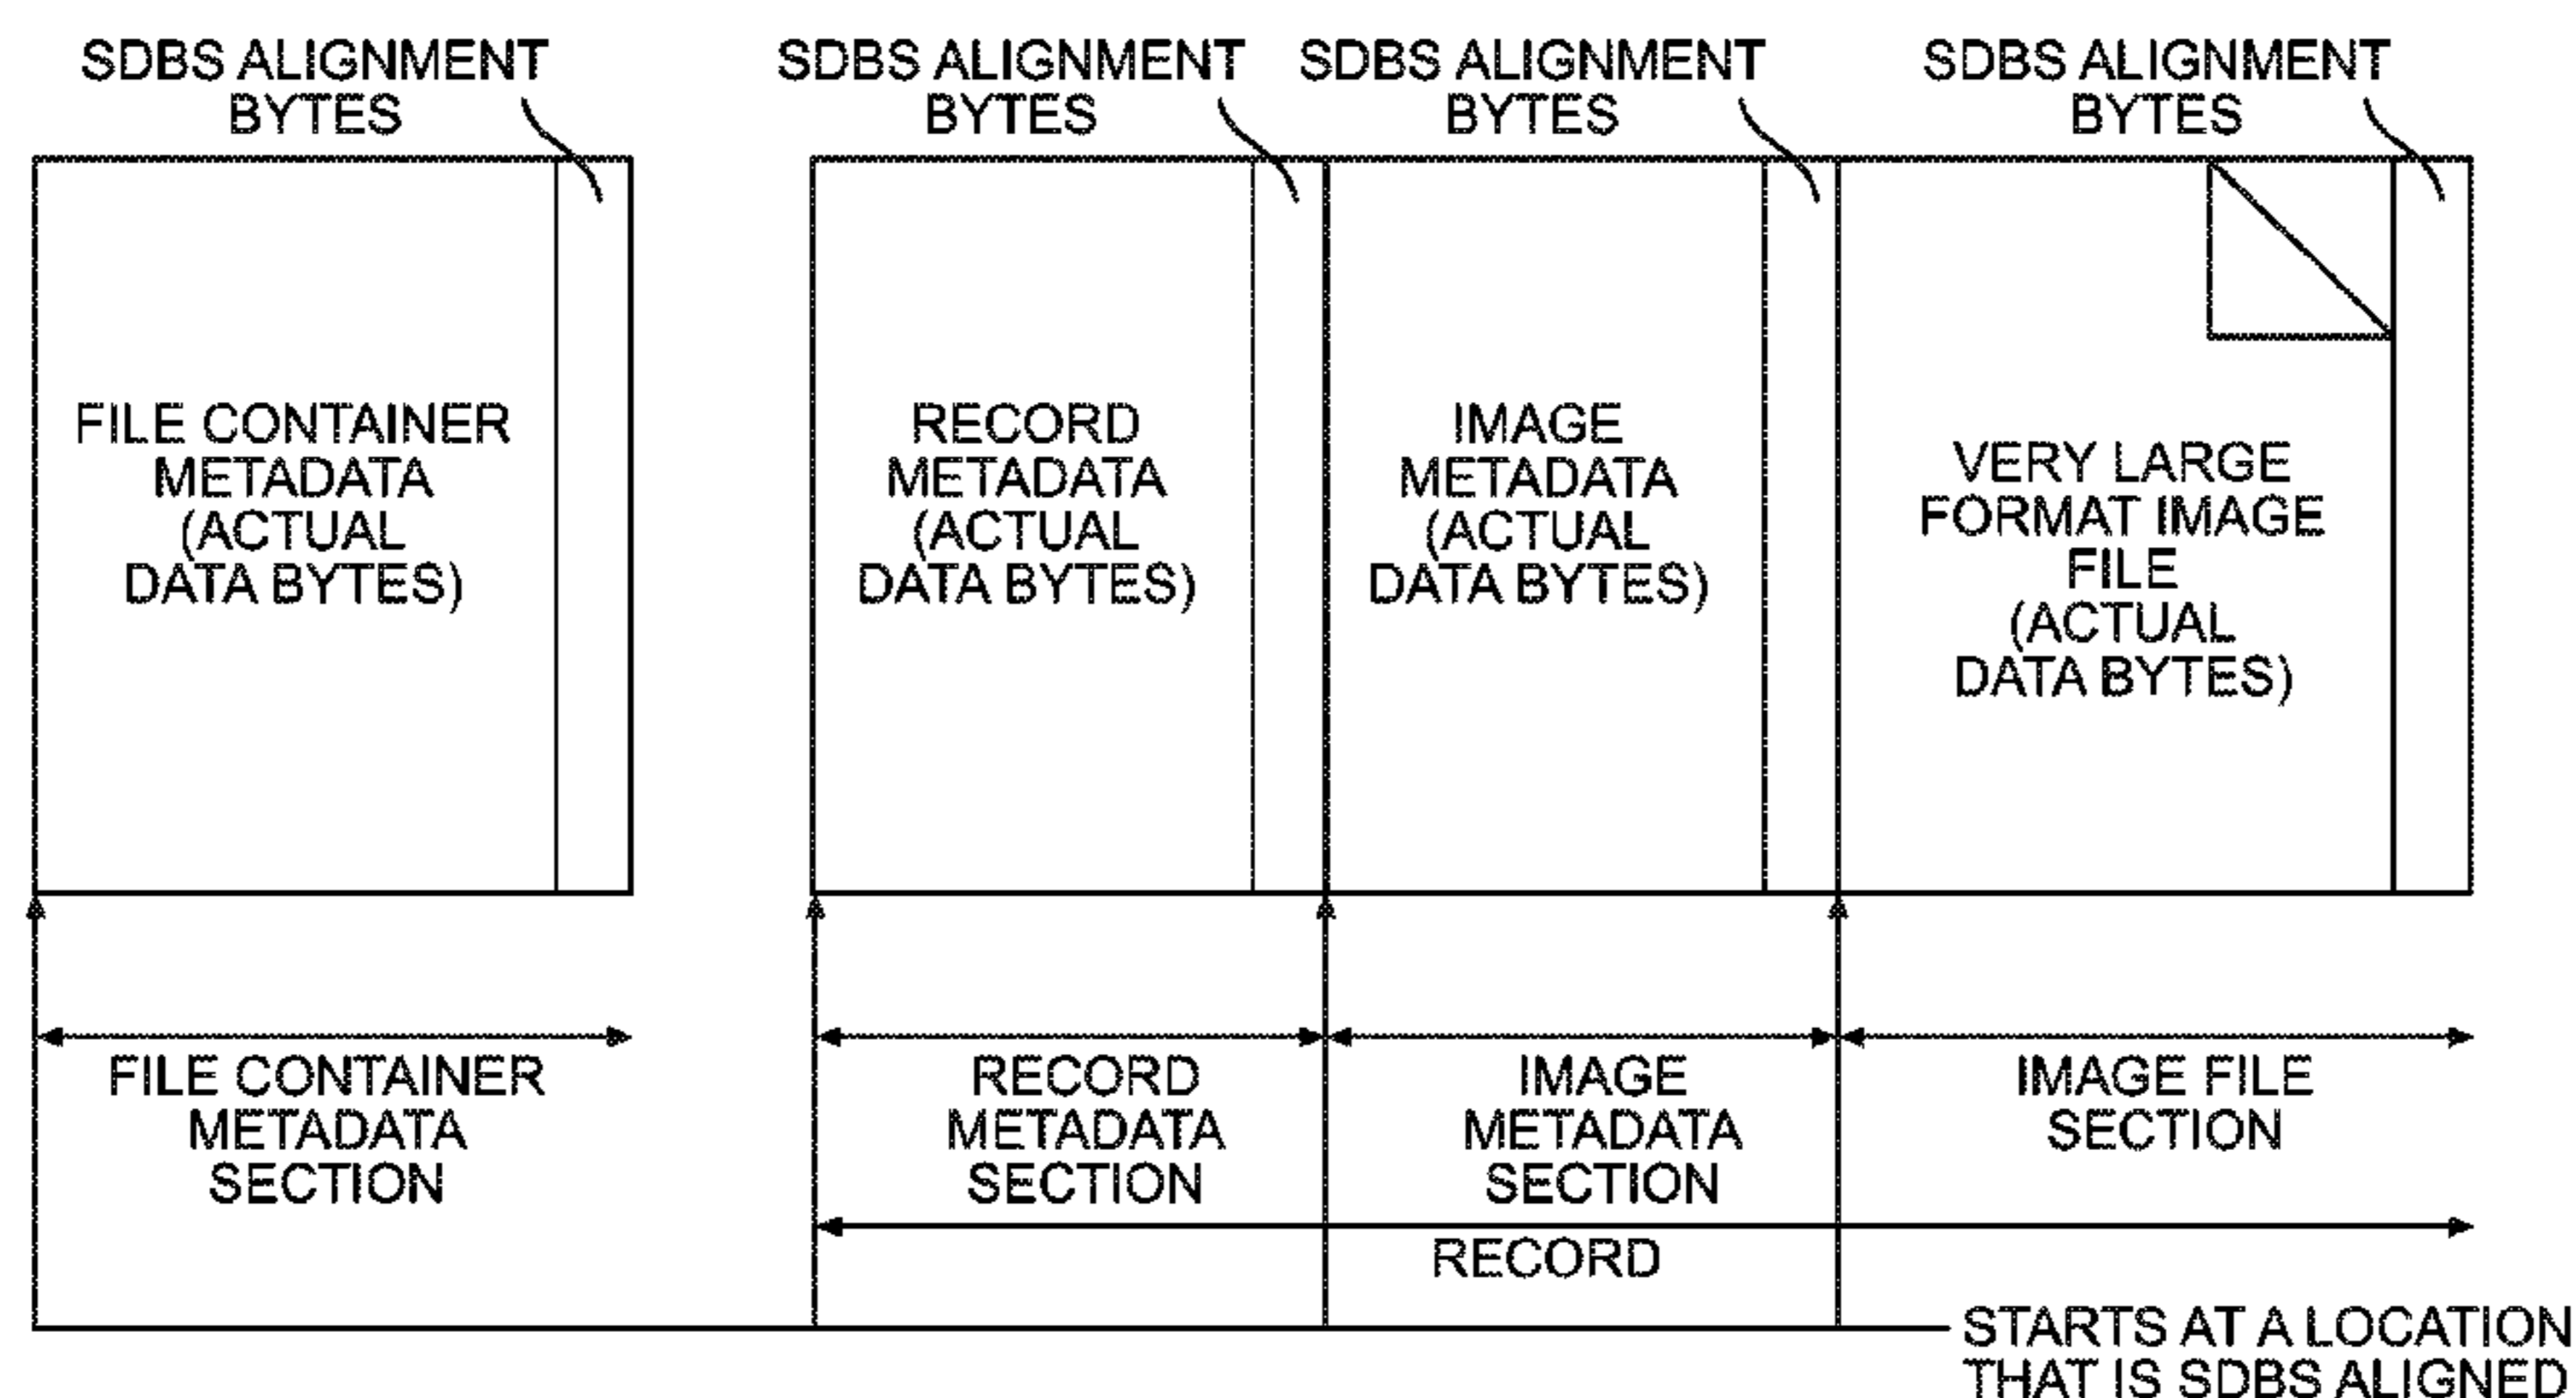 SDBS ALIGNMENT
BYTES
SDBS ALIGNMENT
BYTES
SDBS ALIGNMENT
BYTES
SDBS ALIGNMENT
BYTES
FILE CONTAINER
METADATA
(ACTUAL
DATA BYTES)
RECORD
METADATA
(ACTUAL
DATA BYTES)
IMAGE
METADATA
(ACTUAL
DATA BYTES)
VERY LARGE
FORMAT IMAGE
FILE
(ACTUAL
DATA BYTES)
FILE CONTAINER
METADATA
SECTION
RECORD
METADATA
SECTION
IMAGE
METADATA
SECTION
IMAGE FILE
SECTION
RECORD
STARTS AT A LOCATION
THAT IS SDBS ALIGNED